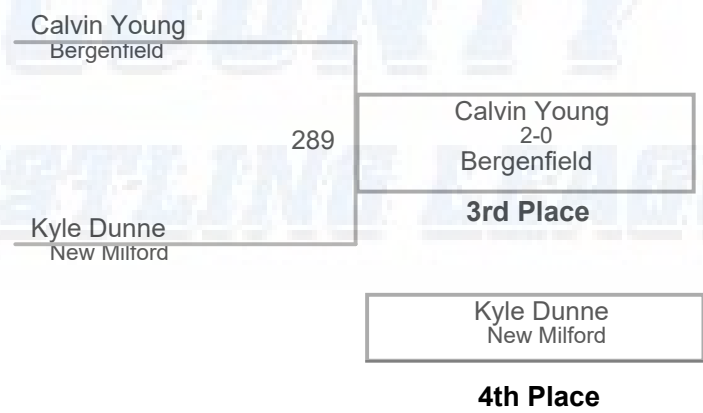 COUNTY
Calvin Young
Bergenfield
289
Calvin Young
2-0
Bergenfield
3rd Place
Kyle Dunne
New Milford
Kyle Dunne
New Milford
4th Place